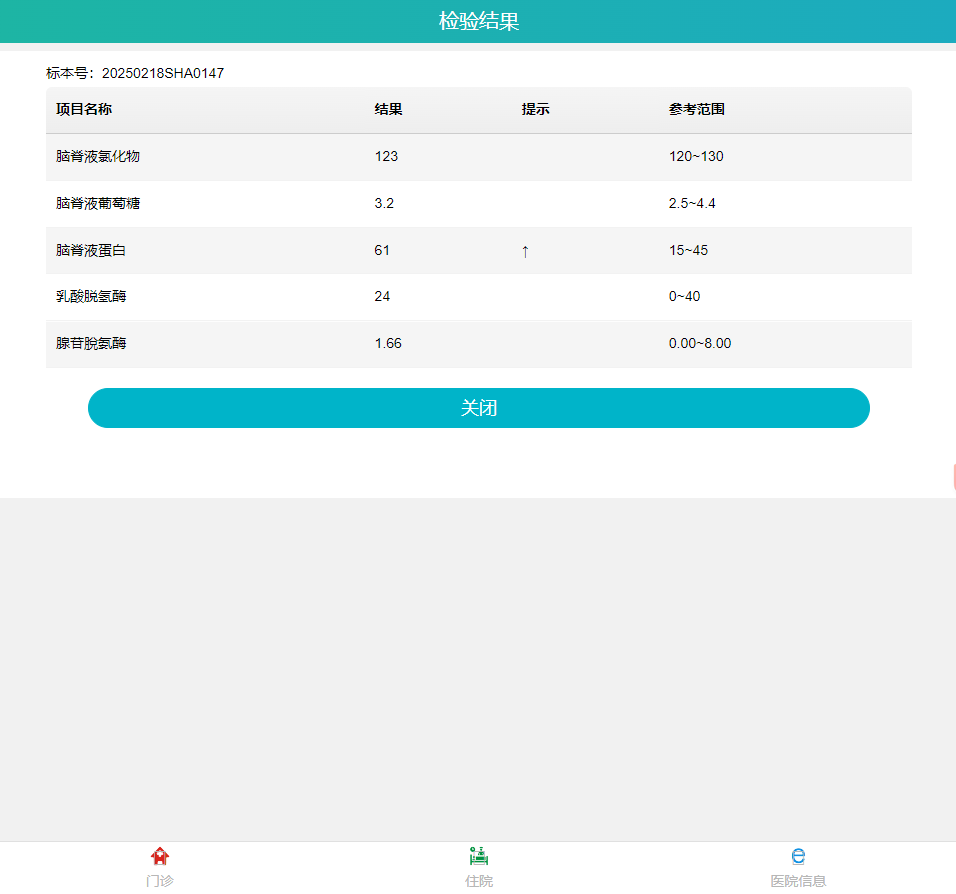 检验结果
标本号：20250218SHA0147
项目名称 结果 提示 参考范围
脑脊液氯化物 123 120~130
脑脊液葡萄糖 3.2 2.5~4.4
脑脊液蛋白 61 ↑ 15~45
乳酸脱氢酶 24 0~40
腺苷脱氨酶 1.66 0.00~8.00
关闭
门诊 住院 医院信息